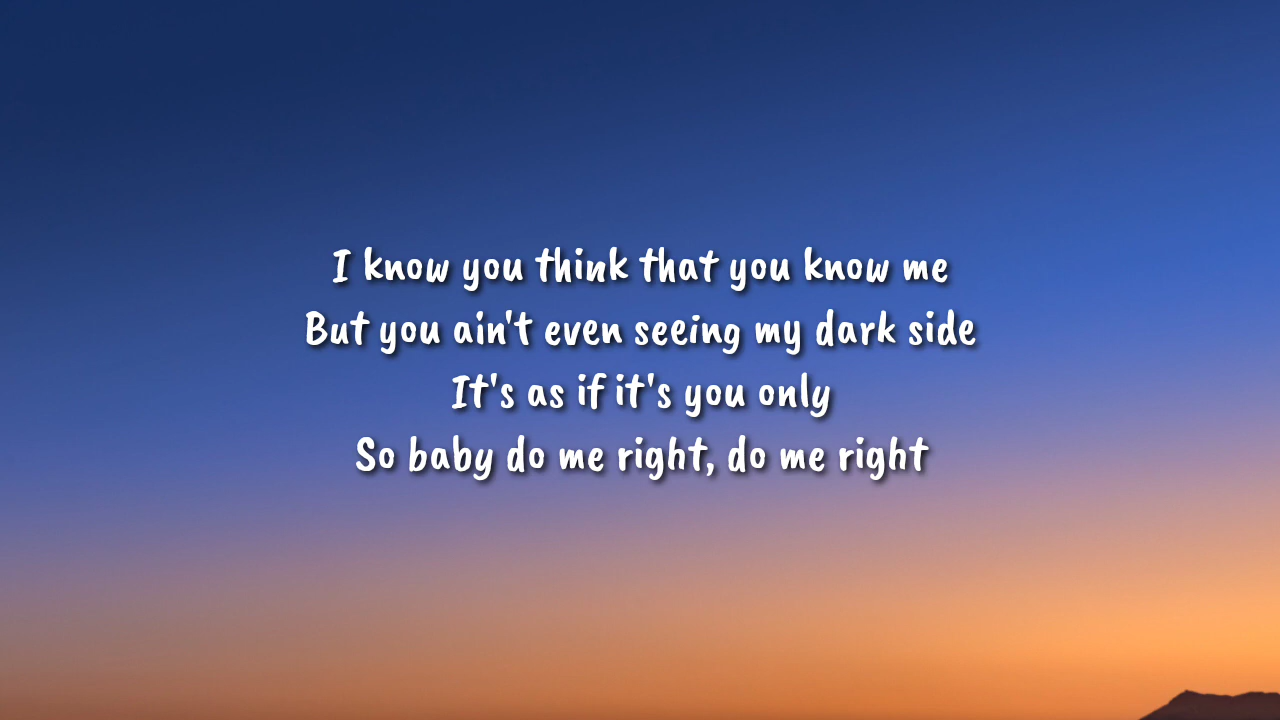 I know you think that you know me
But you ain't even seeing my dark side
It's as if it's you only
So baby do me right, do me right